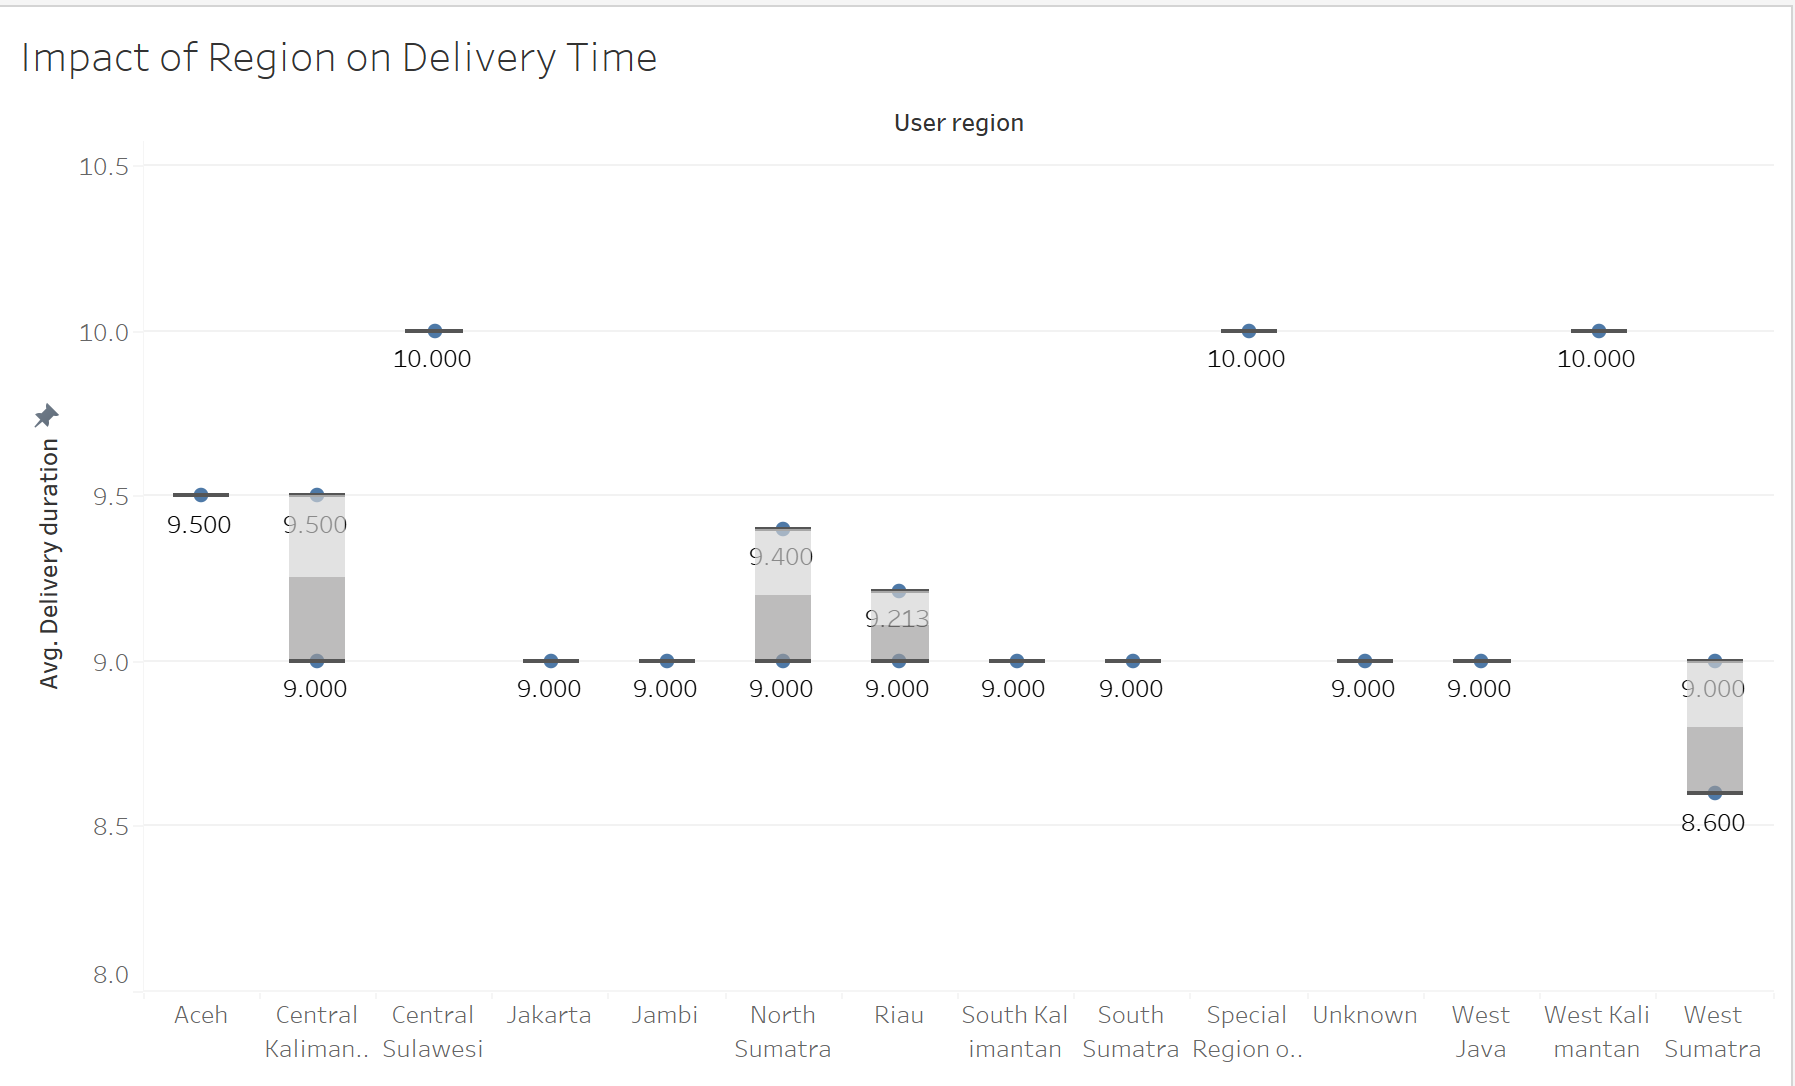 Impact of Region on Delivery Time
User region
Avg. Delivery duration
10.5
10.0
9.5
9.0
8.5
8.0
10.000
10.000
10.000
9.500
9.500
9.400
9.213
9.000
9.000
9.000
9.000
9.000
9.000
9.000
9.000
9.000
9.000
8.600
Aceh
Central
Kaliman..
Central
Sulawesi
Jakarta
Jambi
North
Sumatra
Riau
South Kal
imantan
South
Sumatra
Special
Region o..
Unknown
West
Java
West Kali
mantan
West
Sumatra